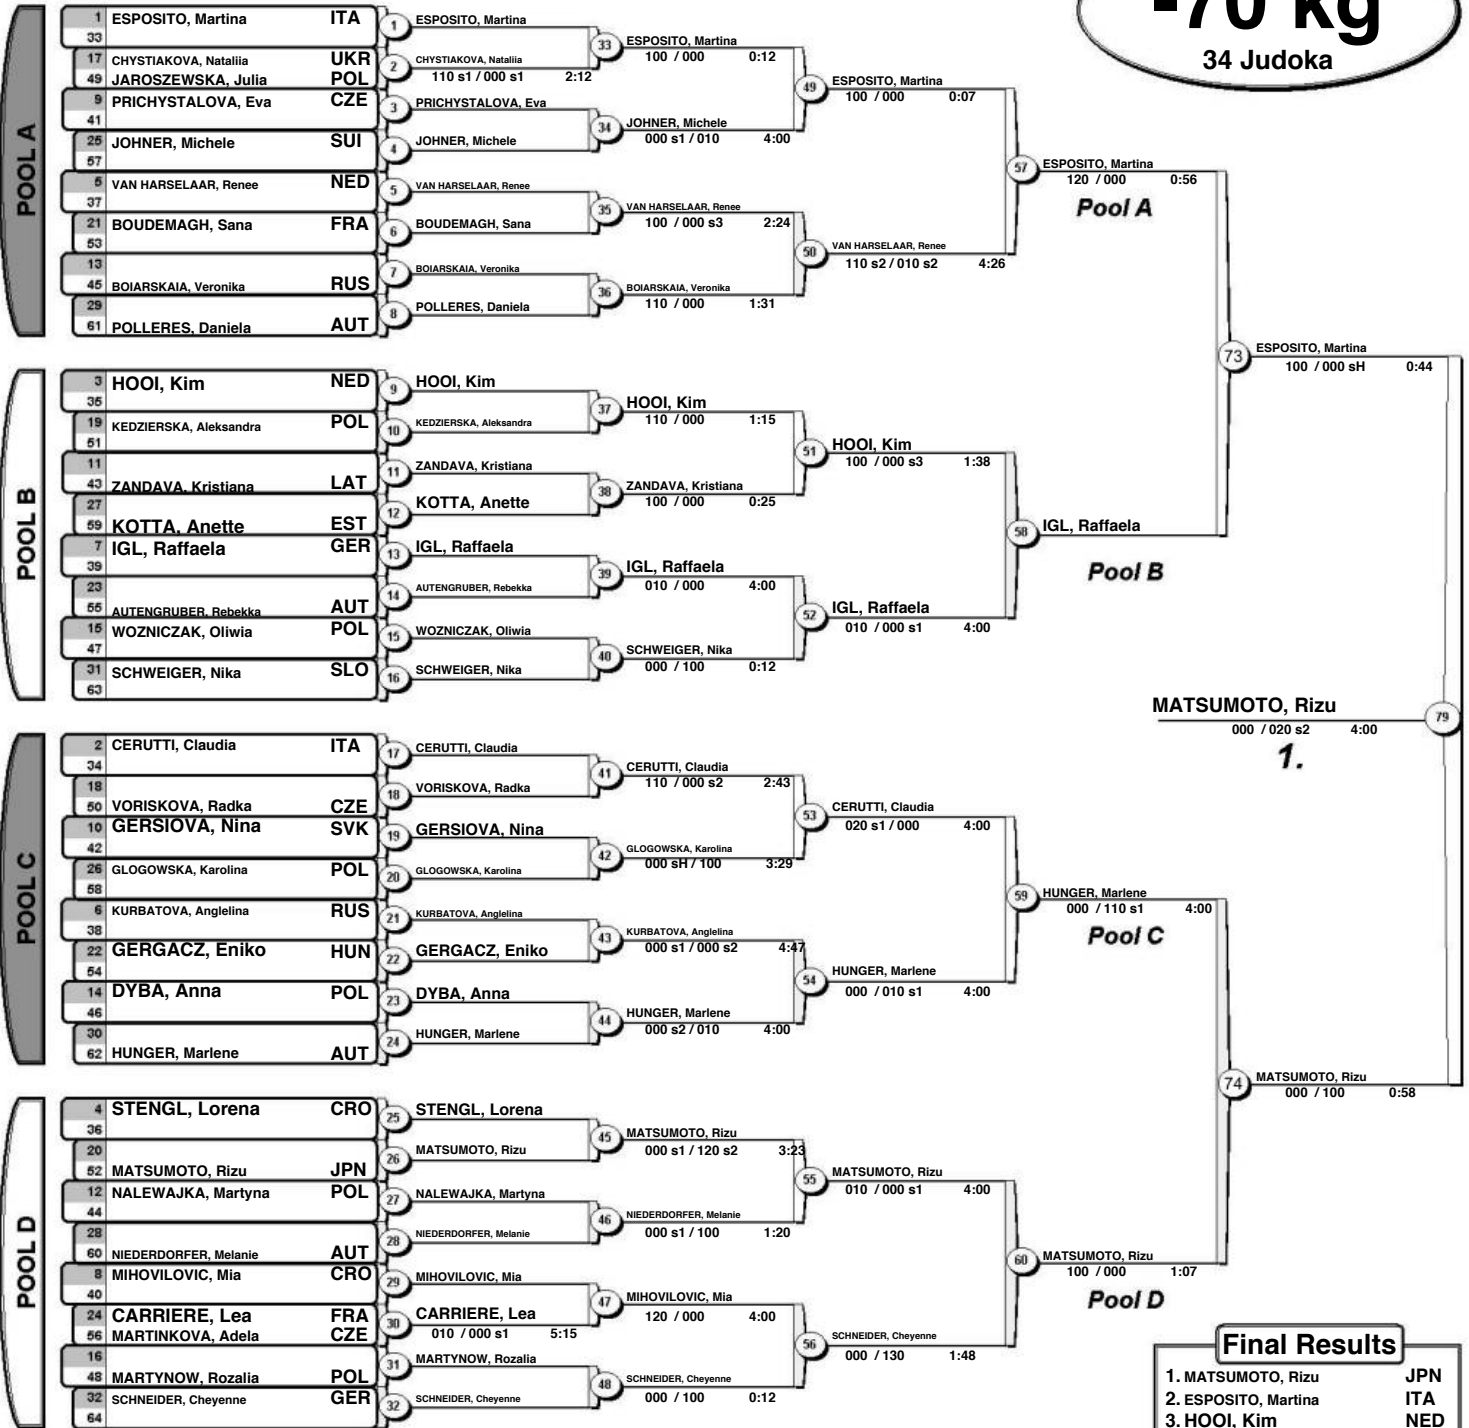 -70 kg
34 Judoka
POOL A
1 ESPOSITO, Martina ITA
33
17 CHYSTIAKOVA, Nataliia UKR
49 JAROSZEWSKA, Julia POL
9 PRICHYSTALOVA, Eva CZE
41
25 JOHNER, Michele SUI
57
5 VAN HARSELAAR, Renee NED
37
21 BOUDEMAGH, Sana FRA
53
13
45 BOIARSKAIA, Veronika RUS
29
61 POLLERES, Daniela AUT
1 ESPOSITO, Martina
2 CHYSTIAKOVA, Nataliia
110 s1 / 000 s1 2:12
3 PRICHYSTALOVA, Eva
4 JOHNER, Michele
5 VAN HARSELAAR, Renee
6 BOUDEMAGH, Sana
7 BOIARSKAIA, Veronika
8 POLLERES, Daniela
33 ESPOSITO, Martina
100 / 000 0:12
34 JOHNER, Michele
000 s1 / 010 4:00
35 VAN HARSELAAR, Renee
100 / 000 s3 2:24
36 BOIARSKAIA, Veronika
110 / 000 1:31
49 ESPOSITO, Martina
100 / 000 0:07
50 VAN HARSELAAR, Renee
110 s2 / 010 s2 4:26
57 ESPOSITO, Martina
120 / 000 0:56
Pool A
POOL B
3 HOOI, Kim NED
35
19 KEDZIERSKA, Aleksandra POL
51
11
43 ZANDAVA, Kristiana LAT
27
59 KOTTA, Anette EST
7 IGL, Raffaela GER
39
23
55 AUTENGRUBER, Rebekka AUT
15 WOZNICZAK, Oliwia POL
47
31 SCHWEIGER, Nika SLO
63
9 HOOI, Kim
10 KEDZIERSKA, Aleksandra
11 ZANDAVA, Kristiana
12 KOTTA, Anette
13 IGL, Raffaela
14 AUTENGRUBER, Rebekka
15 WOZNICZAK, Oliwia
16 SCHWEIGER, Nika
37 HOOI, Kim
110 / 000 1:15
38 ZANDAVA, Kristiana
100 / 000 0:25
39 IGL, Raffaela
010 / 000 4:00
40 SCHWEIGER, Nika
000 / 100 0:12
51 HOOI, Kim
100 / 000 s3 1:38
52 IGL, Raffaela
010 / 000 s1 4:00
58 IGL, Raffaela
Pool B
73 ESPOSITO, Martina
100 / 000 sH 0:44
MATSUMOTO, Rizu 79
000 / 020 s2 4:00
1.
POOL C
2 CERUTTI, Claudia ITA
34
18
50 VORISKOVA, Radka CZE
10 GERSIOVA, Nina SVK
42
26 GLOGOWSKA, Karolina POL
58
6 KURBATOVA, Anglelina RUS
38
22 GERGACZ, Eniko HUN
54
14 DYBA, Anna POL
46
30
62 HUNGER, Marlene AUT
17 CERUTTI, Claudia
18 VORISKOVA, Radka
19 GERSIOVA, Nina
20 GLOGOWSKA, Karolina
21 KURBATOVA, Anglelina
22 GERGACZ, Eniko
23 DYBA, Anna
24 HUNGER, Marlene
41 CERUTTI, Claudia
110 / 000 s2 2:43
42 GLOGOWSKA, Karolina
000 sH / 100 3:29
43 KURBATOVA, Anglelina
000 s1 / 000 s2 4:47
44 HUNGER, Marlene
000 s2 / 010 4:00
53 CERUTTI, Claudia
020 s1 / 000 4:00
54 HUNGER, Marlene
000 / 010 s1 4:00
59 HUNGER, Marlene
000 / 110 s1 4:00
Pool C
POOL D
4 STENGL, Lorena CRO
36
20
52 MATSUMOTO, Rizu JPN
12 NALEWAJKA, Martyna POL
44
28
60 NIEDERDORFER, Melanie AUT
8 MIHOVILOVIC, Mia CRO
40
24 CARRIERE, Lea FRA
56 MARTINKOVA, Adela CZE
16
48 MARTYNOW, Rozalia POL
32 SCHNEIDER, Cheyenne GER
64
25 STENGL, Lorena
26 MATSUMOTO, Rizu
27 NALEWAJKA, Martyna
28 NIEDERDORFER, Melanie
29 MIHOVILOVIC, Mia
30 CARRIERE, Lea
010 / 000 s1 5:15
31 MARTYNOW, Rozalia
32 SCHNEIDER, Cheyenne
45 MATSUMOTO, Rizu
000 s1 / 120 s2 3:23
46 NIEDERDORFER, Melanie
000 s1 / 100 1:20
47 MIHOVILOVIC, Mia
120 / 000 4:00
48 SCHNEIDER, Cheyenne
000 / 100 0:12
55 MATSUMOTO, Rizu
010 / 000 s1 4:00
56 SCHNEIDER, Cheyenne
000 / 130 1:48
60 MATSUMOTO, Rizu
100 / 000 1:07
Pool D
74 MATSUMOTO, Rizu
000 / 100 0:58
Final Results
1. MATSUMOTO, Rizu JPN
2. ESPOSITO, Martina ITA
3. HOOI, Kim NED